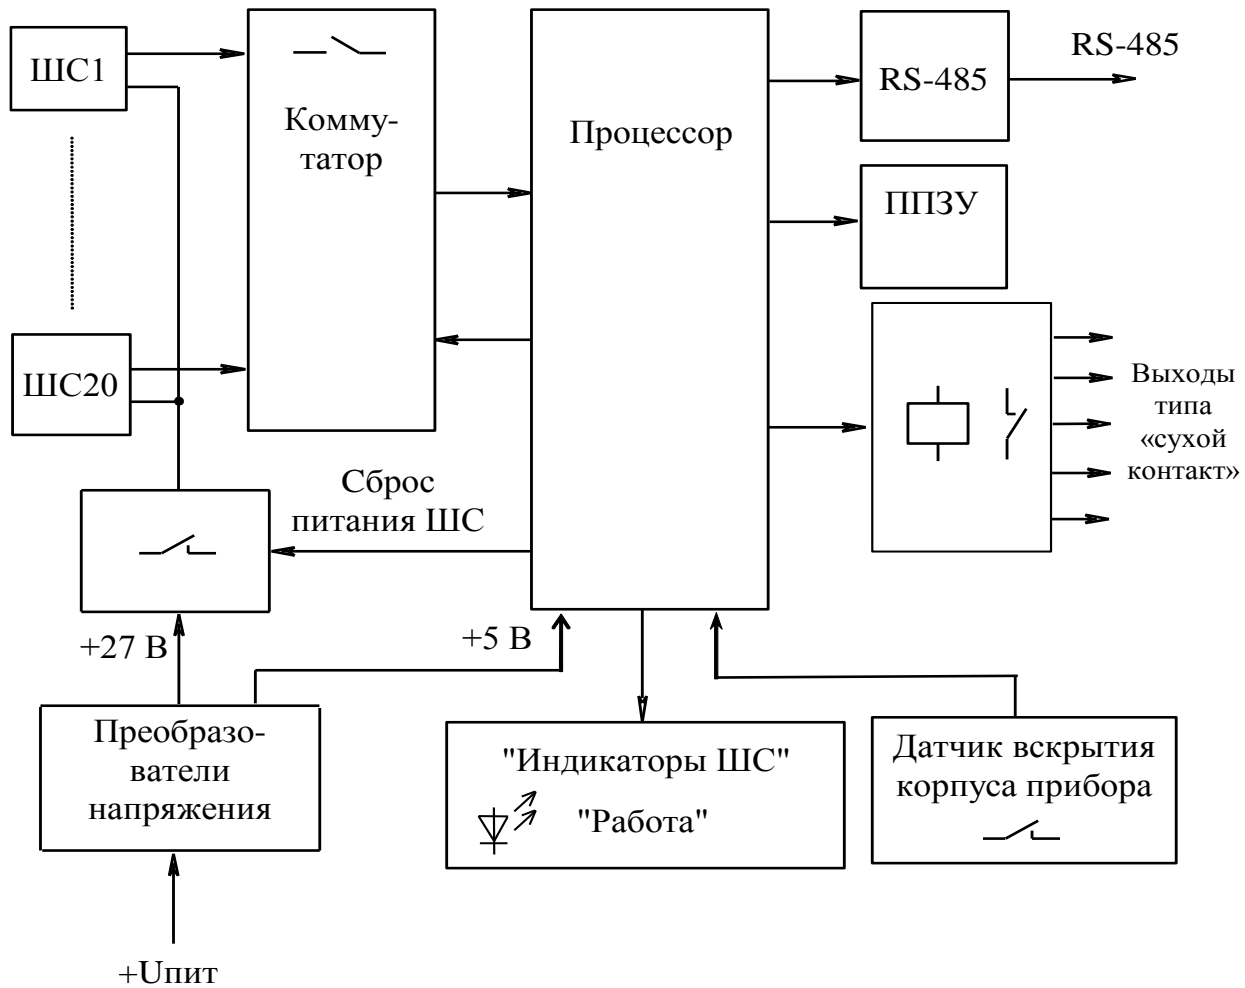 ШС1
Комму-
татор
Процессор
RS-485
RS-485
ППЗУ
ШС20
Выходы
типа
«сухой
контакт»
Сброс
питания ШС
+27 В
+5 В
Преобразо-
ватели
напряжения
"Индикаторы ШС"
"Работа"
Датчик вскрытия
корпуса прибора
+Uпит